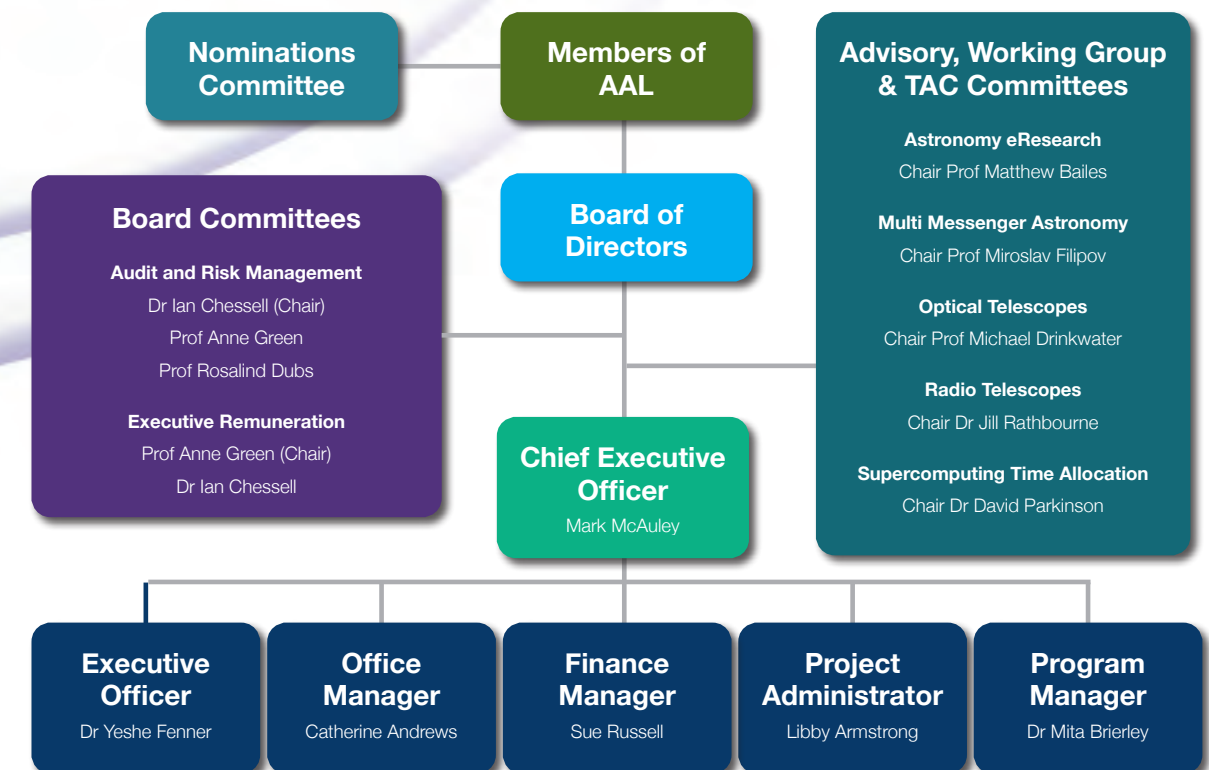 Nominations
Committee
Members of
AAL
Advisory, Working Group
& TAC Committees
Astronomy eResearch
Chair Prof Matthew Bailes
Multi Messenger Astronomy
Chair Prof Miroslav Filipov
Optical Telescopes
Chair Prof Michael Drinkwater
Radio Telescopes
Chair Dr Jill Rathbourne
Supercomputing Time Allocation
Chair Dr David Parkinson
Board Committees
Audit and Risk Management
Dr Ian Chessell (Chair)
Prof Anne Green
Prof Rosalind Dubs
Executive Remuneration
Prof Anne Green (Chair)
Dr Ian Chessell
Board of
Directors
Chief Executive
Officer
Mark McAuley
Executive
Officer
Dr Yeshe Fenner
Office
Manager
Catherine Andrews
Finance
Manager
Sue Russell
Project
Administrator
Libby Armstrong
Program
Manager
Dr Mita Brierley